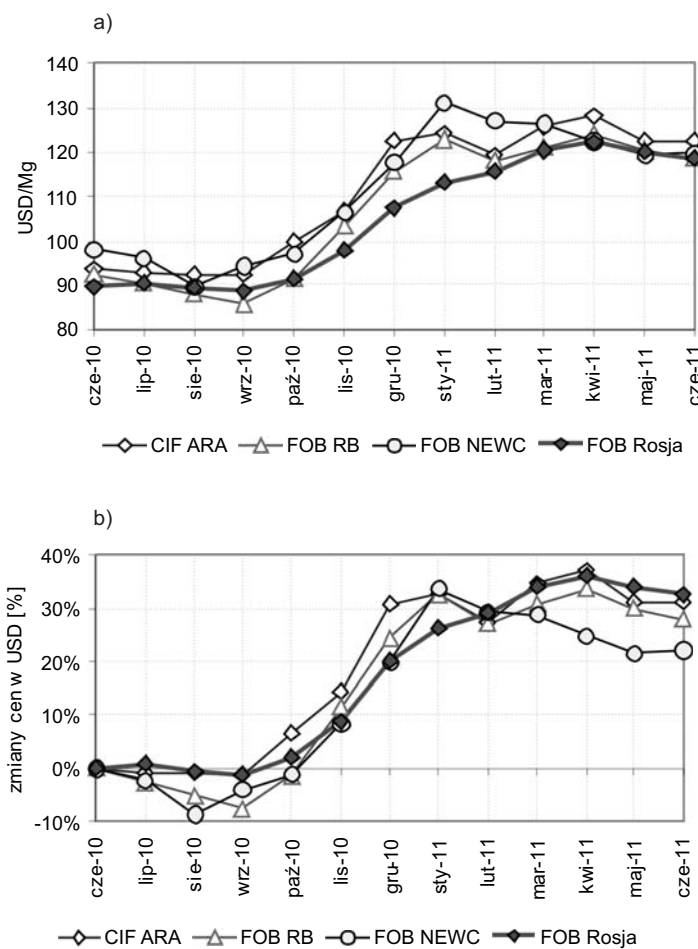 a)
140
130
120
110
100
90
80
USD/Mg
cze-10
lip-10
sie-10
wrz-10
paź-10
lis-10
gru-10
sty-11
lut-11
mar-11
kwi-11
maj-11
cze-11
CIF ARA FOB RB FOB NEWC FOB Rosja
b)
40%
30%
20%
10%
0%
-10%
zmiany cen w USD [%]
cze-10
lip-10
sie-10
wrz-10
paź-10
lis-10
gru-10
sty-11
lut-11
mar-11
kwi-11
maj-11
cze-11
CIF ARA FOB RB FOB NEWC FOB Rosja